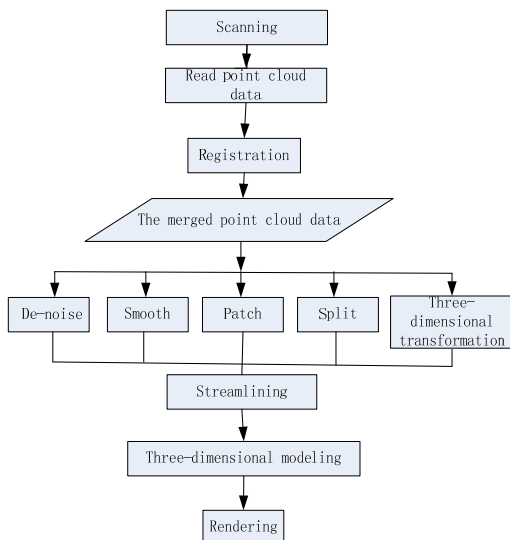 Scanning
Read point cloud
data
Registration
The merged point cloud data
De-noise
Smooth
Patch
Split
Three-
dimensional
transformation
Streamlining
Three-dimensional modeling
Rendering